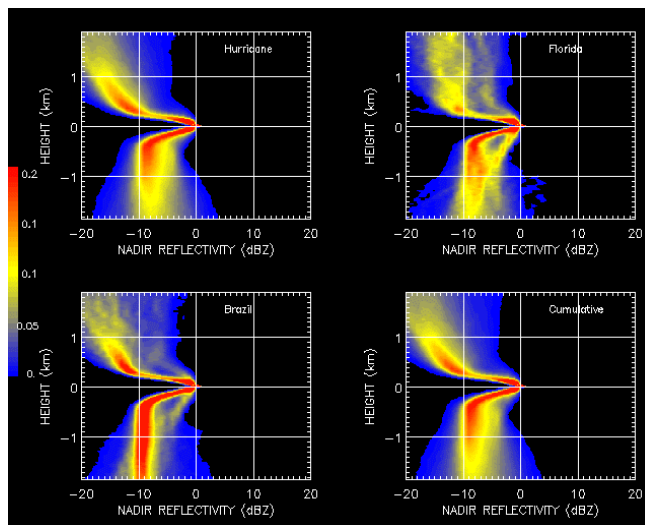 Hurricane
Florida
HEIGHT (km)
1
0
-1
-20 -10 0 10 20
NADIR REFLECTIVITY (dBZ)
HEIGHT (km)
1
0
-1
-20 -10 0 10 20
NADIR REFLECTIVITY (dBZ)
0.2
0.1
0.1
0.05
0.
Brazil
Cumulative
HEIGHT (km)
1
0
-1
-20 -10 0 10 20
NADIR REFLECTIVITY (dBZ)
HEIGHT (km)
1
0
-1
-20 -10 0 10 20
NADIR REFLECTIVITY (dBZ)